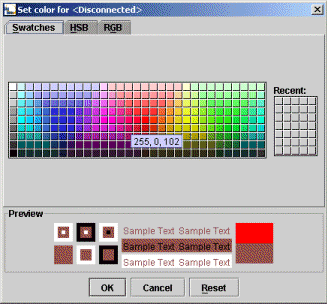 Set color for <Disconnected>
Swatches HSB RGB
Recent:
255, 0, 102
Preview
Sample Text Sample Text
Sample Text Sample Text
Sample Text Sample Text
OK Cancel Reset